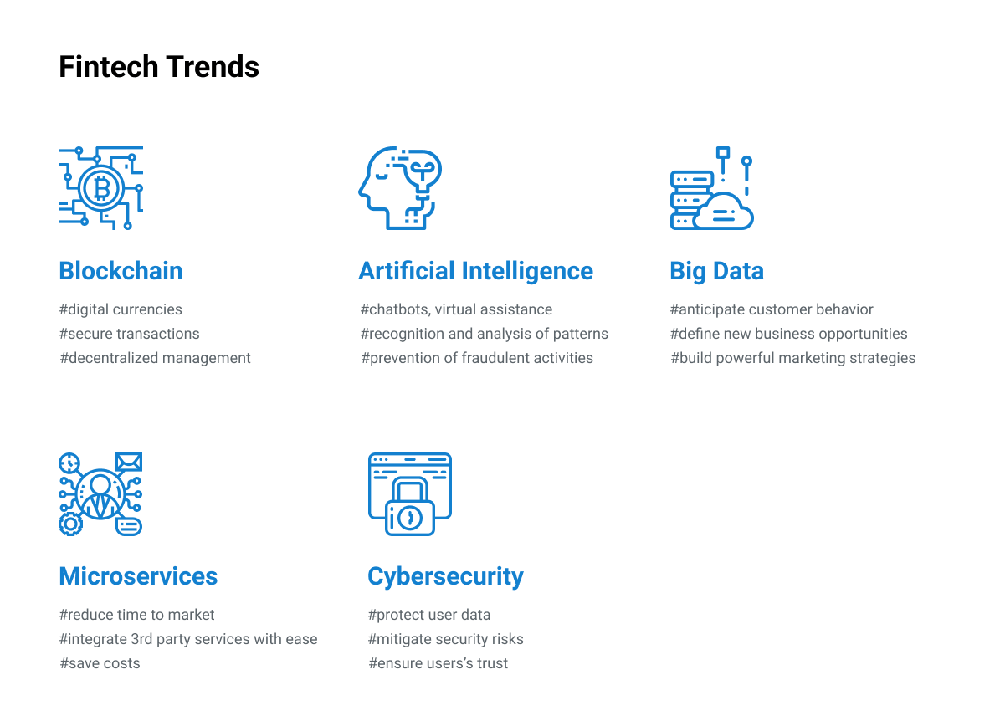 Fintech Trends
Blockchain
#digital currencies
#secure transactions
#decentralized management
Artificial Intelligence
#chatbots, virtual assistance
#recognition and analysis of patterns
#prevention of fraudulent activities
Big Data
#anticipate customer behavior
#define new business opportunities
#build powerful marketing strategies
Microservices
#reduce time to market
#integrate 3rd party services with ease
#save costs
Cybersecurity
#protect user data
#mitigate security risks
#ensure users’s trust